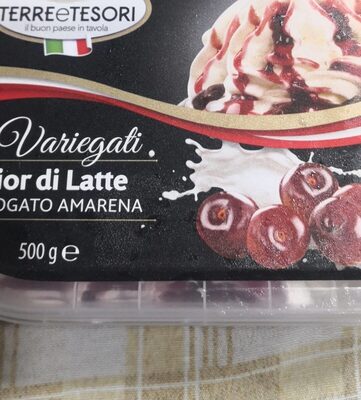 TERREeTESORI
il buon paese in tavola
Variegati
ior di Latte
OGATO AMARENA
500 g e